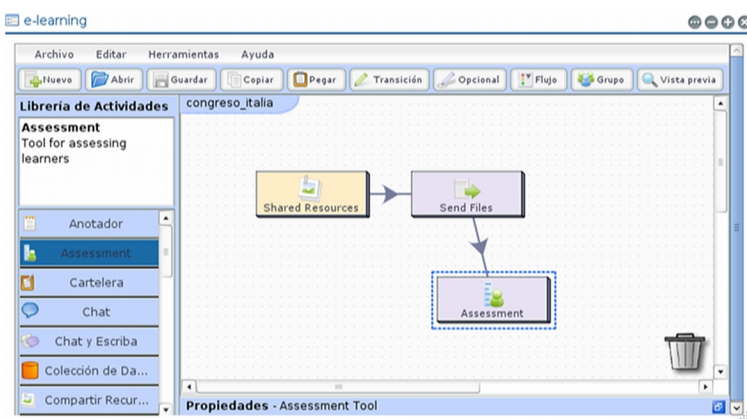 e-learning
Archivo Editar Herramientas Ayuda
Nuevo Abrir Guardar Copiar Pegar Transición Opcional Flujo Grupo Vista previa
Librería de Actividades
congreso_italia
Assessment
Tool for assessing
learners
Shared Resources
Send Files
Assessment
Anotador
Assessment
Cartelera
Chat
Chat y Escriba
Colección de Da...
Compartir Recur...
Propiedades - Assessment Tool